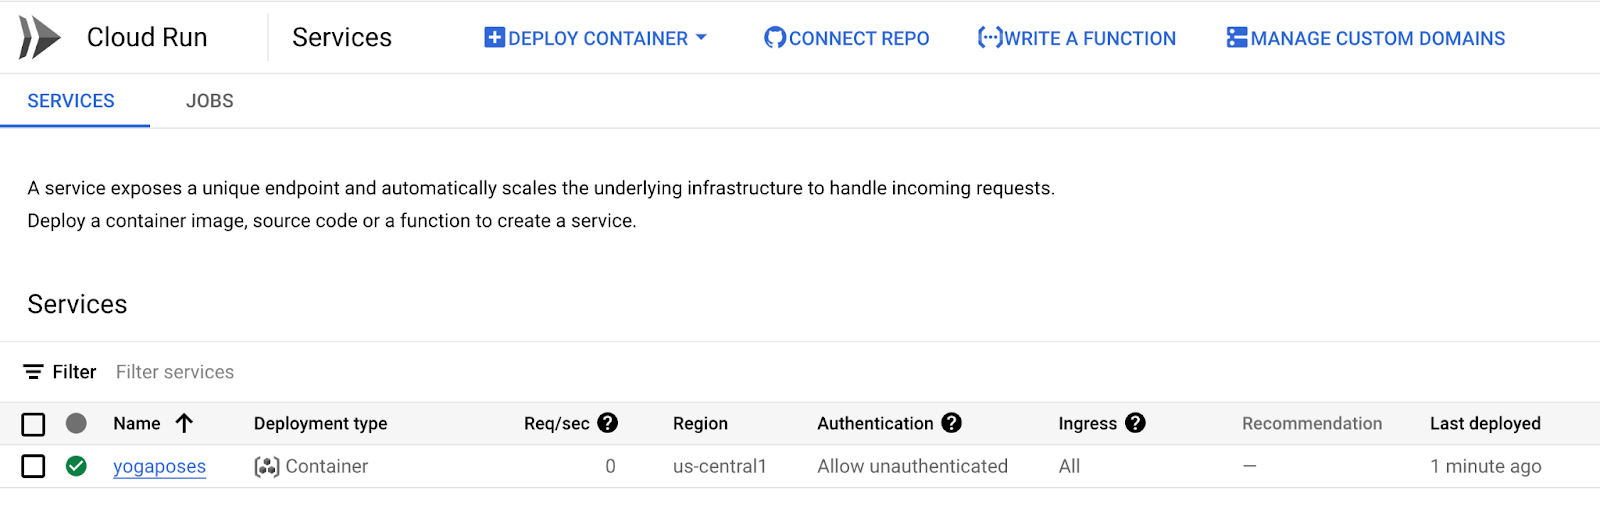 Cloud Run Services DEPLOY CONTAINER CONNECT REPO WRITE A FUNCTION MANAGE CUSTOM DOMAINS
SERVICES JOBS
A service exposes a unique endpoint and automatically scales the underlying infrastructure to handle incoming requests.
Deploy a container image, source code or a function to create a service.
Services
Filter Filter services
Name Deployment type Req/sec Region Authentication Ingress Recommendation Last deployed
yogaposes Container 0 us-central1 Allow unauthenticated All — 1 minute ago